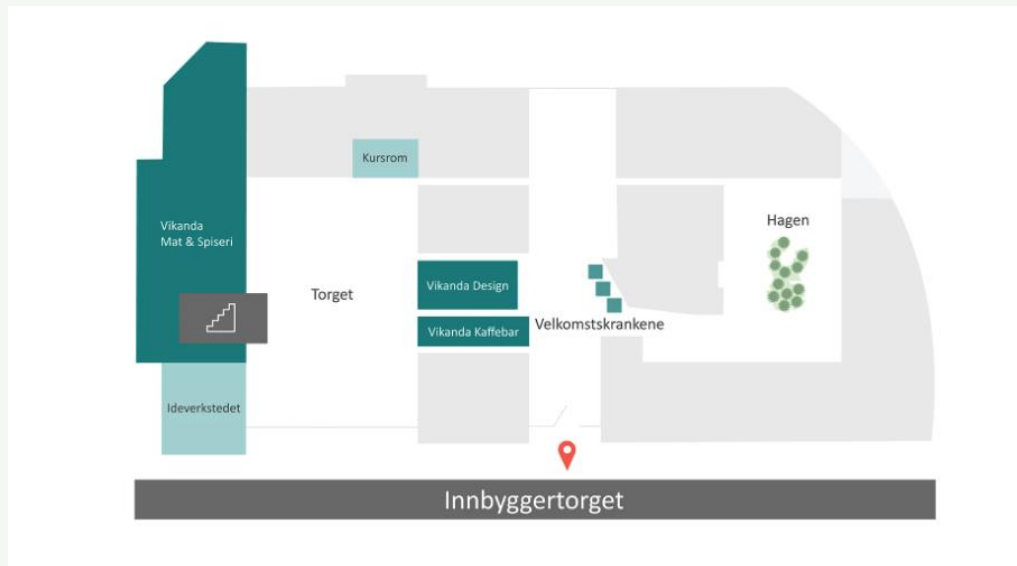 Kursrom
Vikanda
Mat & Spiseri
Hagen
Torget
Vikanda Design
Vikanda Kaffebar
Velkomstskrankene
Ideverkstedet
Innbyggertorget